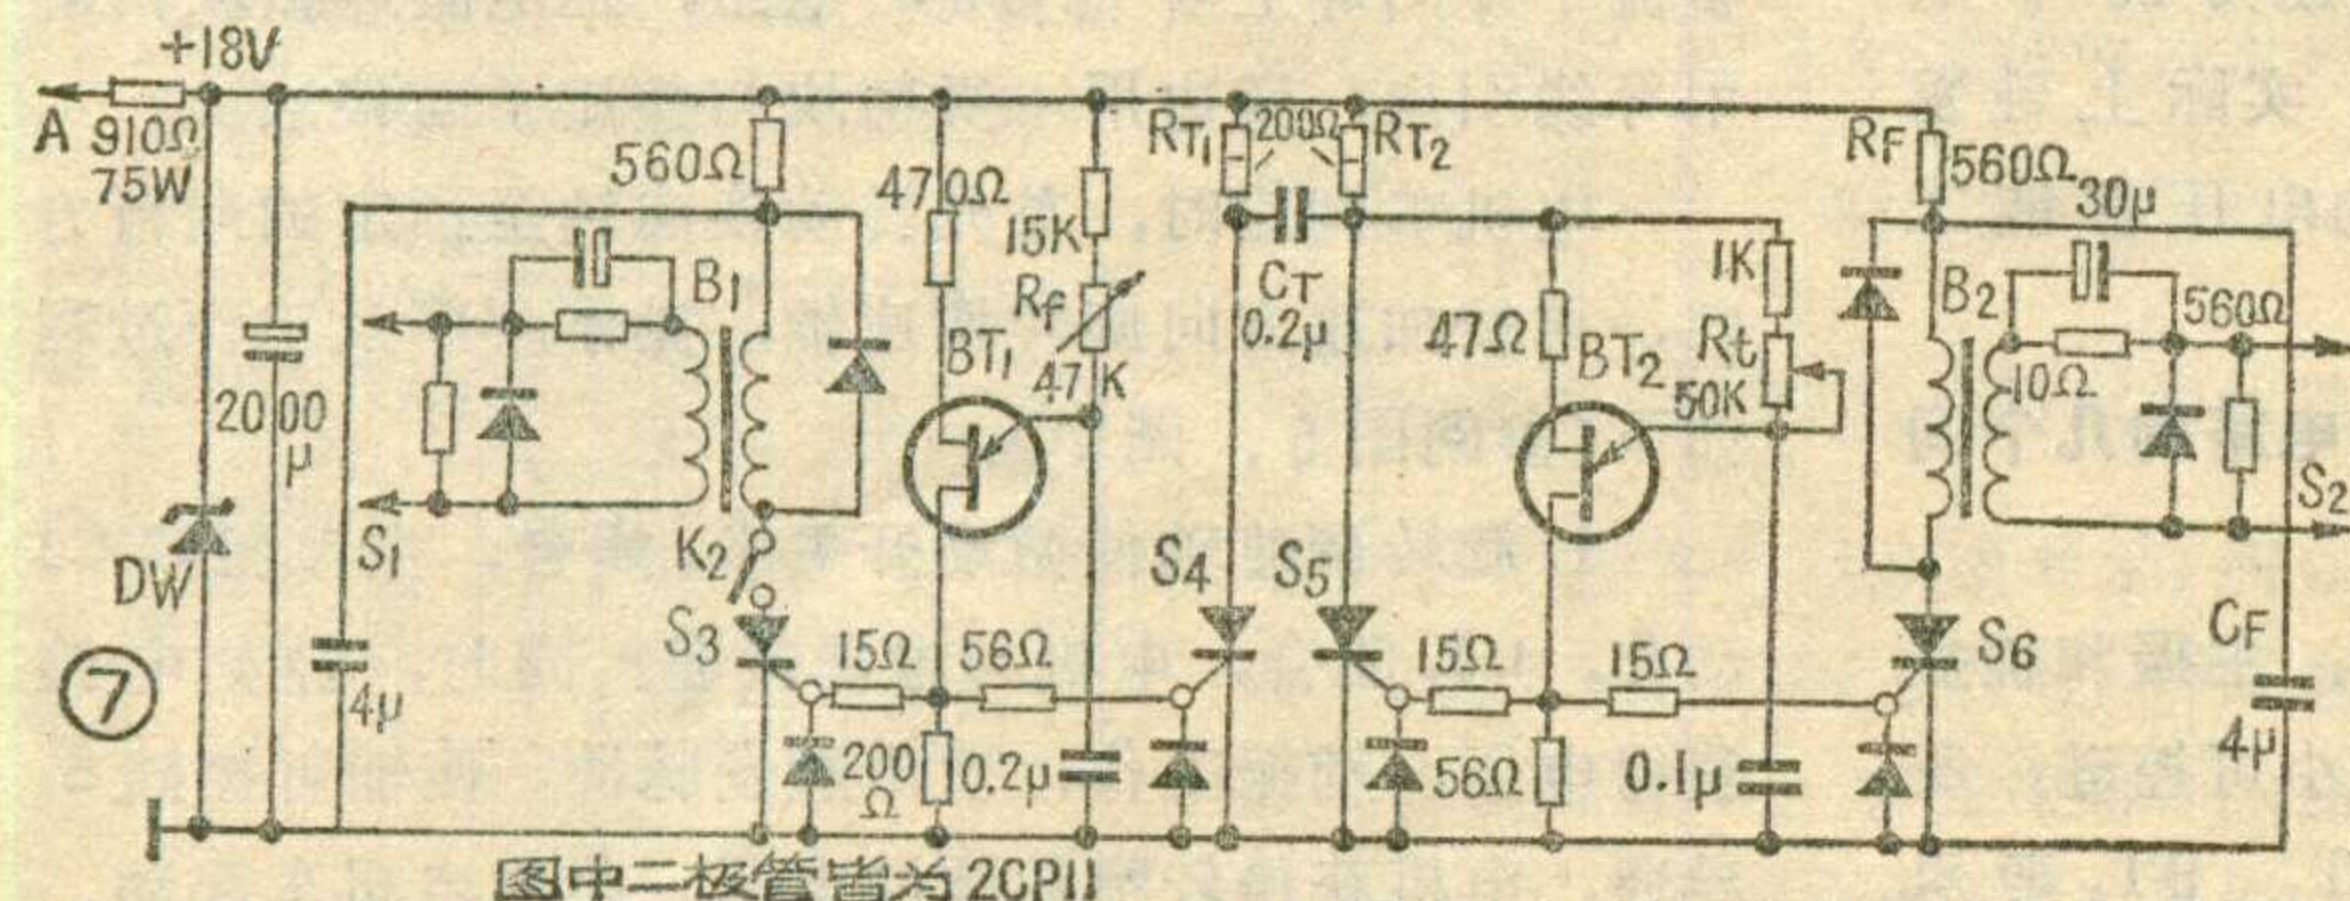 实际上
+18V
A
910Ω
75W
2000
μ
DW
⑦
560Ω
4μ
S1
B1
K2
S3
470Ω
BT1
15K
Rf
47K
15Ω
56Ω
200
Ω
0.2μ
RT1
200Ω
RT2
CT
0.2μ
S4
S5
47Ω
BT2
1K
Rt
50K
15Ω
15Ω
56Ω
0.1μ
RF
560Ω
30μ
B2
10Ω
560Ω
S2
S6
CF
4μ
图中二极管皆为2CP11